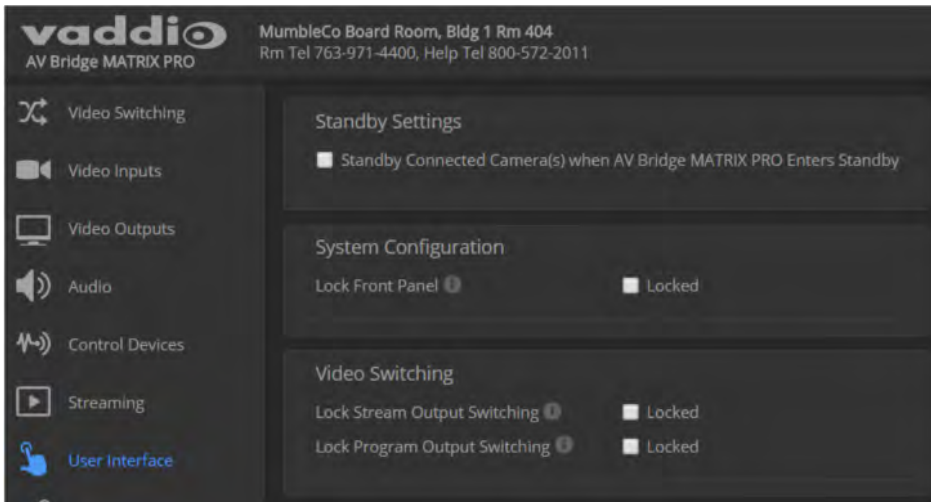 vaddio
AV Bridge MATRIX PRO
MumbleCo Board Room, Bldg 1 Rm 404
Rm Tel 763-971-4400, Help Tel 800-572-2011
Video Switching
Video Inputs
Video Outputs
Audio
Control Devices
Streaming
User Interface
Standby Settings
Standby Connected Camera(s) when AV Bridge MATRIX PRO Enters Standby
System Configuration
Lock Front Panel Locked
Video Switching
Lock Stream Output Switching Locked
Lock Program Output Switching Locked